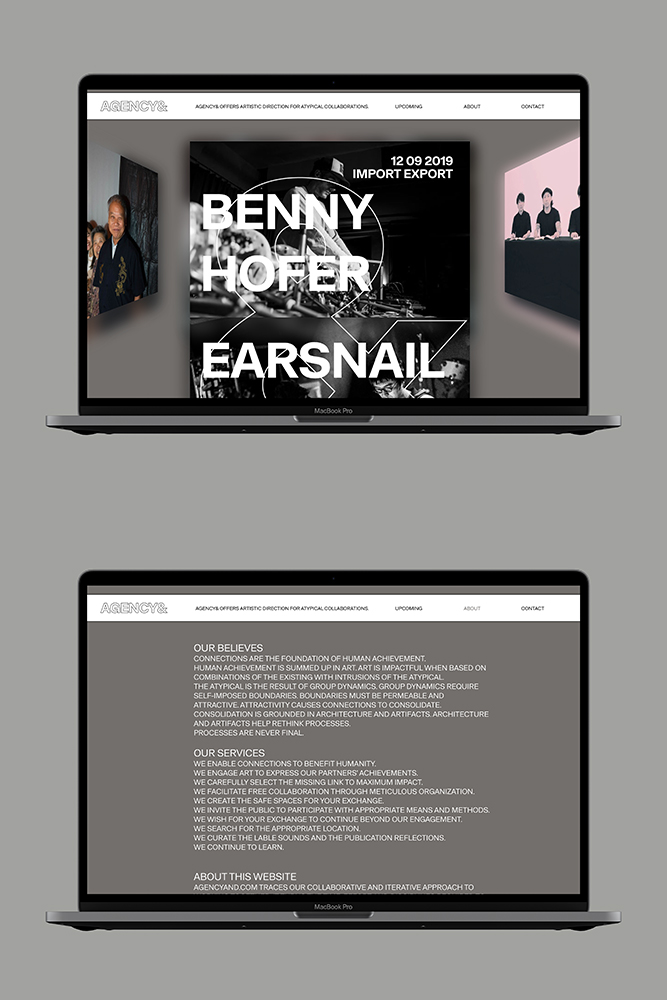 AGENCY&
AGENCY& OFFERS ARTISTIC DIRECTION FOR ATYPICAL COLLABORATIONS.
UPCOMING
ABOUT
CONTACT
12 09 2019
IMPORT EXPORT
BENNY
HOFER
&
EARSNAIL
MacBook Pro
AGENCY&
AGENCY& OFFERS ARTISTIC DIRECTION FOR ATYPICAL COLLABORATIONS.
UPCOMING
ABOUT
CONTACT
OUR BELIEVES
CONNECTIONS ARE THE FOUNDATION OF HUMAN ACHIEVEMENT.
HUMAN ACHIEVEMENT IS SUMMED UP IN ART. ART IS IMPACTFUL WHEN BASED ON
COMBINATIONS OF THE EXISTING WITH INTRUSIONS OF THE ATYPICAL.
THE ATYPICAL IS THE RESULT OF GROUP DYNAMICS. GROUP DYNAMICS REQUIRE
SELF-IMPOSED BOUNDARIES. BOUNDARIES MUST BE PERMEABLE AND
ATTRACTIVE. ATTRACTIVITY CAUSES CONNECTIONS TO CONSOLIDATE.
CONSOLIDATION IS GROUNDED IN ARCHITECTURE AND ARTIFACTS. ARCHITECTURE
AND ARTIFACTS HELP RETHINK PROCESSES.
PROCESSES ARE NEVER FINAL.
OUR SERVICES
WE ENABLE CONNECTIONS TO BENEFIT HUMANITY.
WE ENGAGE ART TO EXPRESS OUR PARTNERS' ACHIEVEMENTS.
WE CAREFULLY SELECT THE MISSING LINK TO MAXIMUM IMPACT.
WE FACILITATE FREE COLLABORATION THROUGH METICULOUS ORGANIZATION.
WE CREATE THE SAFE SPACES FOR YOUR EXCHANGE.
WE INVITE THE PUBLIC TO PARTICIPATE WITH APPROPRIATE MEANS AND METHODS.
WE WISH FOR YOUR EXCHANGE TO CONTINUE BEYOND OUR ENGAGEMENT.
WE SEARCH FOR THE APPROPRIATE LOCATION.
WE CURATE THE LABLE SOUNDS AND THE PUBLICATION REFLECTIONS.
WE CONTINUE TO LEARN.
ABOUT THIS WEBSITE
AGENCYAND.COM TRACES OUR COLLABORATIVE AND ITERATIVE APPROACH TO
MacBook Pro